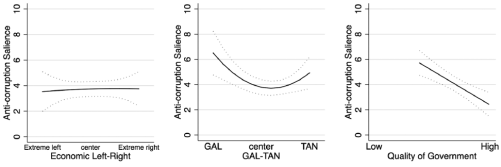 Anti-corruption Salience
10
8
6
4
2
0
Extreme left center Extreme right
Economic Left-Right
Anti-corruption Salience
10
8
6
4
2
0
GAL center TAN
GAL-TAN
Anti-corruption Salience
10
8
6
4
2
0
Low High
Quality of Government